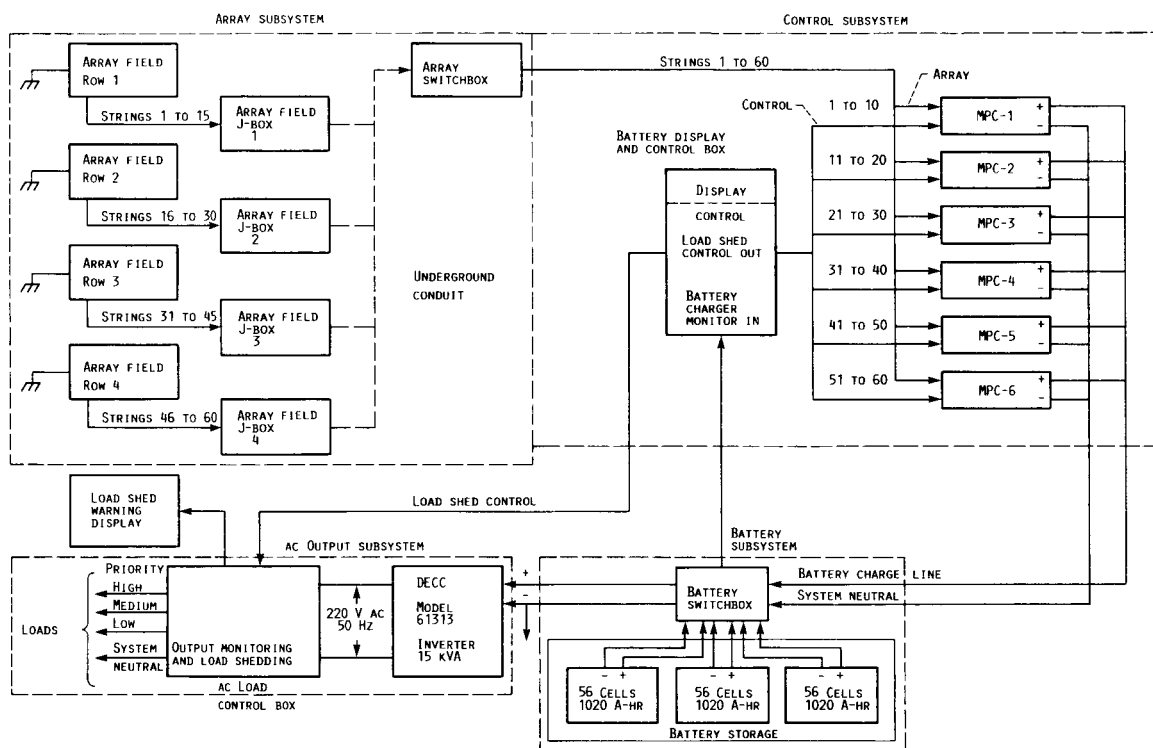 ARRAY SUBSYSTEM
CONTROL SUBSYSTEM
ARRAY FIELD
ROW 1
STRINGS 1 TO 15
ARRAY FIELD
J-BOX
1
ARRAY FIELD
ROW 2
STRINGS 16 TO 30
ARRAY FIELD
J-BOX
2
ARRAY FIELD
ROW 3
STRINGS 31 TO 45
ARRAY FIELD
J-BOX
3
ARRAY FIELD
ROW 4
STRINGS 46 TO 60
ARRAY FIELD
J-BOX
4
ARRAY
SWITCHBOX
UNDERGROUND
CONDUIT
STRINGS 1 TO 60
ARRAY
CONTROL
BATTERY DISPLAY
AND CONTROL BOX
DISPLAY
CONTROL
LOAD SHED
CONTROL OUT
BATTERY
CHARGER
MONITOR IN
1 TO 10
MPC-1
+
-
11 TO 20
MPC-2
+
-
21 TO 30
MPC-3
+
-
31 TO 40
MPC-4
+
-
41 TO 50
MPC-5
+
-
51 TO 60
MPC-6
+
-
LOAD SHED
WARNING
DISPLAY
LOAD SHED CONTROL
AC OUTPUT SUBSYSTEM
LOADS
PRIORITY
HIGH
MEDIUM
LOW
SYSTEM
NEUTRAL
OUTPUT MONITORING
AND LOAD SHEDDING
AC LOAD
CONTROL BOX
220 V AC
50 HZ
DECC
MODEL
61313
INVERTER
15 KVA
+
-
BATTERY
SUBSYSTEM
BATTERY
SWITCHBOX
BATTERY CHARGE LINE
SYSTEM NEUTRAL
- +
56 CELLS
1020 A-HR
- +
56 CELLS
1020 A-HR
- +
56 CELLS
1020 A-HR
BATTERY STORAGE